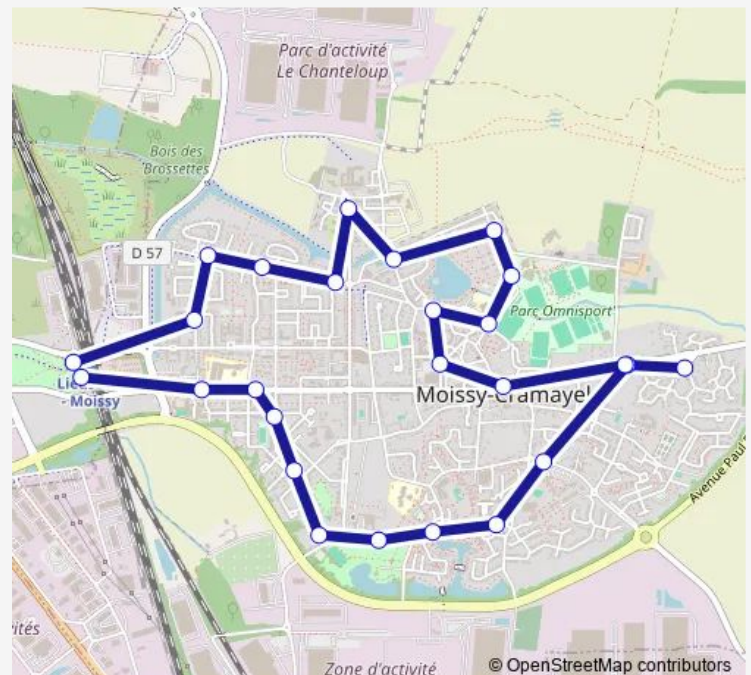 Parc d'activité
Le Chanteloup
Bois des
Brossettes
D 57
Parc Omnisport
- Moissy
Moissy-Cramayel
Avenue Paul
ités
Zone d'activité
© OpenStreetMap contributors